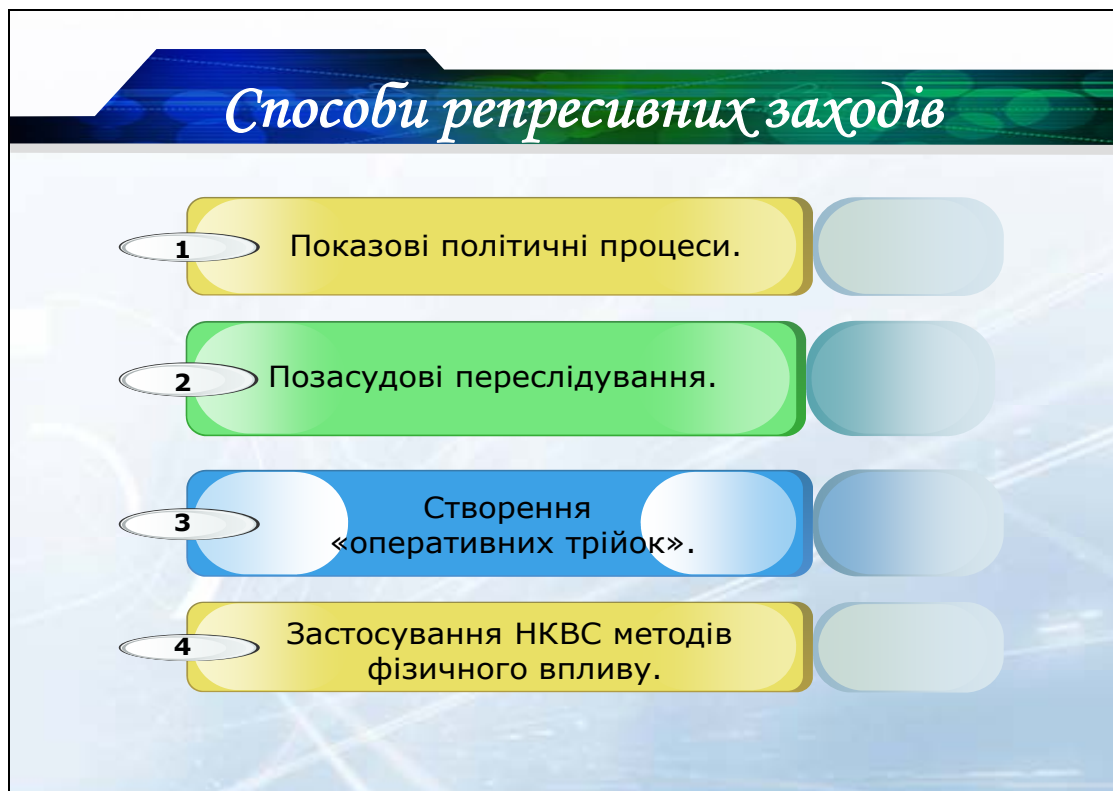 Способи репресивних заходів
1 Показові політичні процеси.
2 Позасудові переслідування.
3 Створення
«оперативних трійок».
4 Застосування НКВС методів
фізичного впливу.